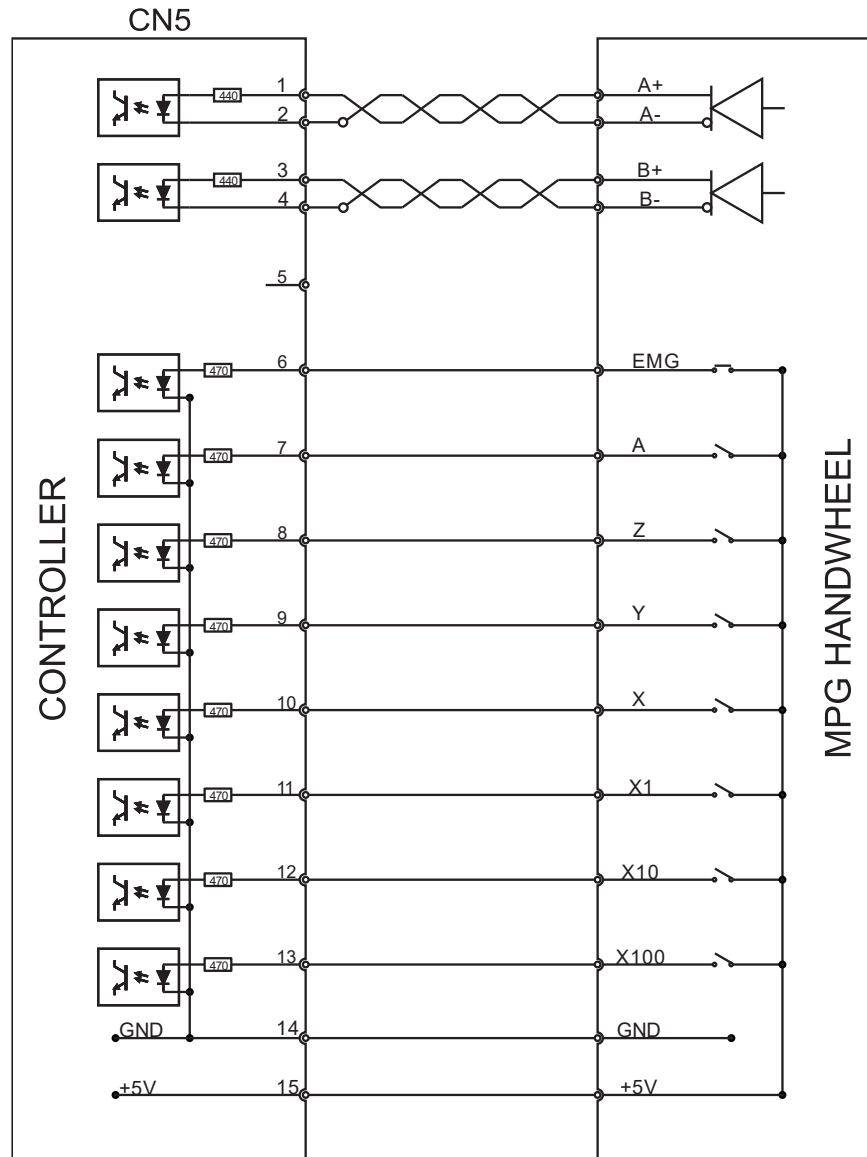 CN5
440 1 A+
2 A-
440 3 B+
4 B-
5
470 6 EMG
470 7 A
470 8 Z
470 9 Y
470 10 X
470 11 X1
470 12 X10
470 13 X100
GND 14 GND
+5V 15 +5V
CONTROLLER
MPG HANDWHEEL